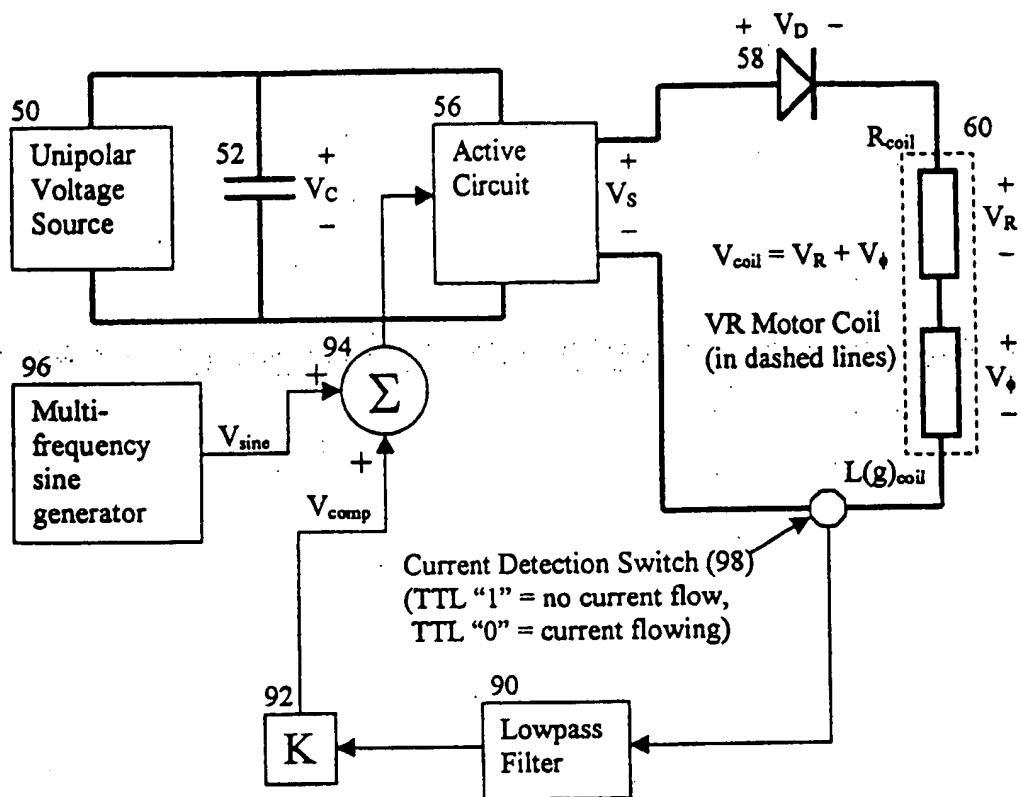 + V_D −
58
50
Unipolar
Voltage
Source
52
+
V_C
−
56
Active
Circuit
+
V_S
−
R_coil
60
+
V_R
−
V_coil = V_R + V_ϕ
VR Motor Coil
(in dashed lines)
+
V_ϕ
−
L(g)_coil
96
Multi-
frequency
sine
generator
V_sine
94
+
Σ
+
V_comp
Current Detection Switch (98)
(TTL “1” = no current flow,
TTL “0” = current flowing)
92
K
90
Lowpass
Filter